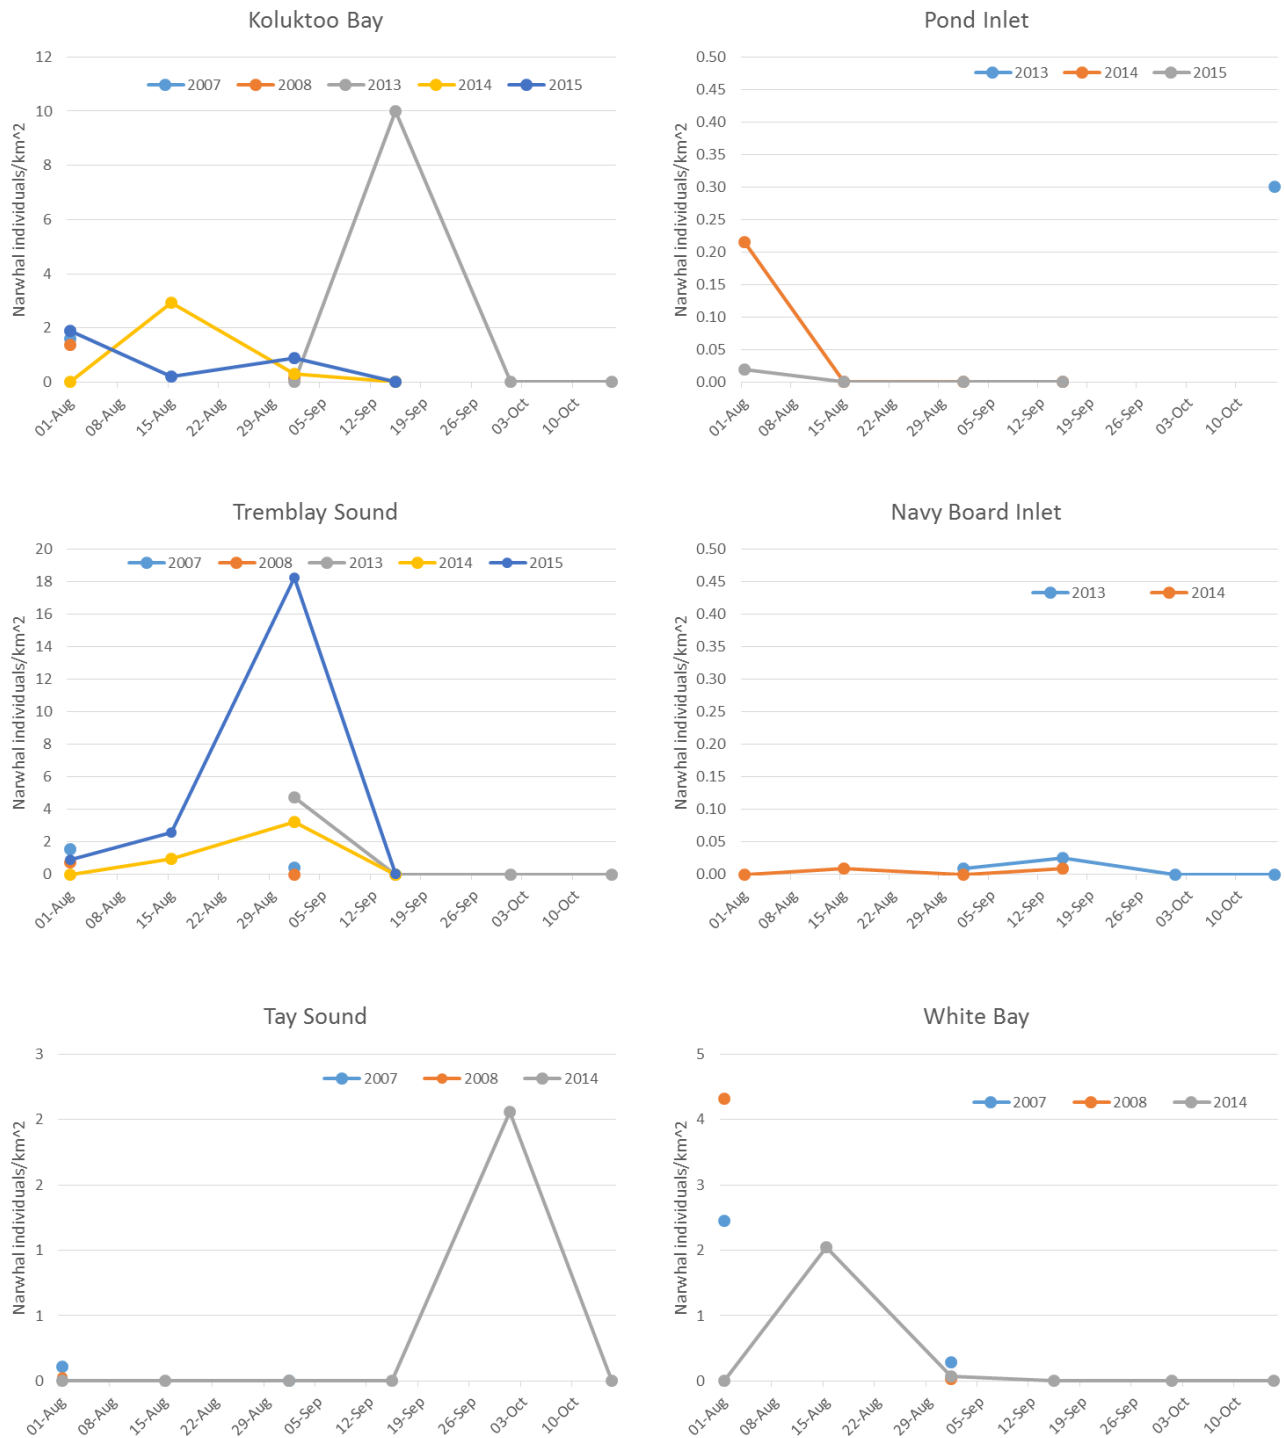 Koluktoo Bay
Narwhal individuals/km^2
12
10
8
6
4
2
0
2007 2008 2013 2014 2015
01-Aug 08-Aug 15-Aug 22-Aug 29-Aug 05-Sep 12-Sep 19-Sep 26-Sep 03-Oct 10-Oct
Pond Inlet
Narwhal individuals/km^2
0.50
0.45
0.40
0.35
0.30
0.25
0.20
0.15
0.10
0.05
0.00
2013 2014 2015
01-Aug 08-Aug 15-Aug 22-Aug 29-Aug 05-Sep 12-Sep 19-Sep 26-Sep 03-Oct 10-Oct
Tremblay Sound
Narwhal individuals/km^2
20
18
16
14
12
10
8
6
4
2
0
2007 2008 2013 2014 2015
01-Aug 08-Aug 15-Aug 22-Aug 29-Aug 05-Sep 12-Sep 19-Sep 26-Sep 03-Oct 10-Oct
Navy Board Inlet
Narwhal individuals/km^2
0.50
0.45
0.40
0.35
0.30
0.25
0.20
0.15
0.10
0.05
0.00
2013 2014
01-Aug 08-Aug 15-Aug 22-Aug 29-Aug 05-Sep 12-Sep 19-Sep 26-Sep 03-Oct 10-Oct
Tay Sound
Narwhal individuals/km^2
3
2
2
1
1
0
2007 2008 2014
01-Aug 08-Aug 15-Aug 22-Aug 29-Aug 05-Sep 12-Sep 19-Sep 26-Sep 03-Oct 10-Oct
White Bay
Narwhal individuals/km^2
5
4
3
2
1
0
2007 2008 2014
01-Aug 08-Aug 15-Aug 22-Aug 29-Aug 05-Sep 12-Sep 19-Sep 26-Sep 03-Oct 10-Oct